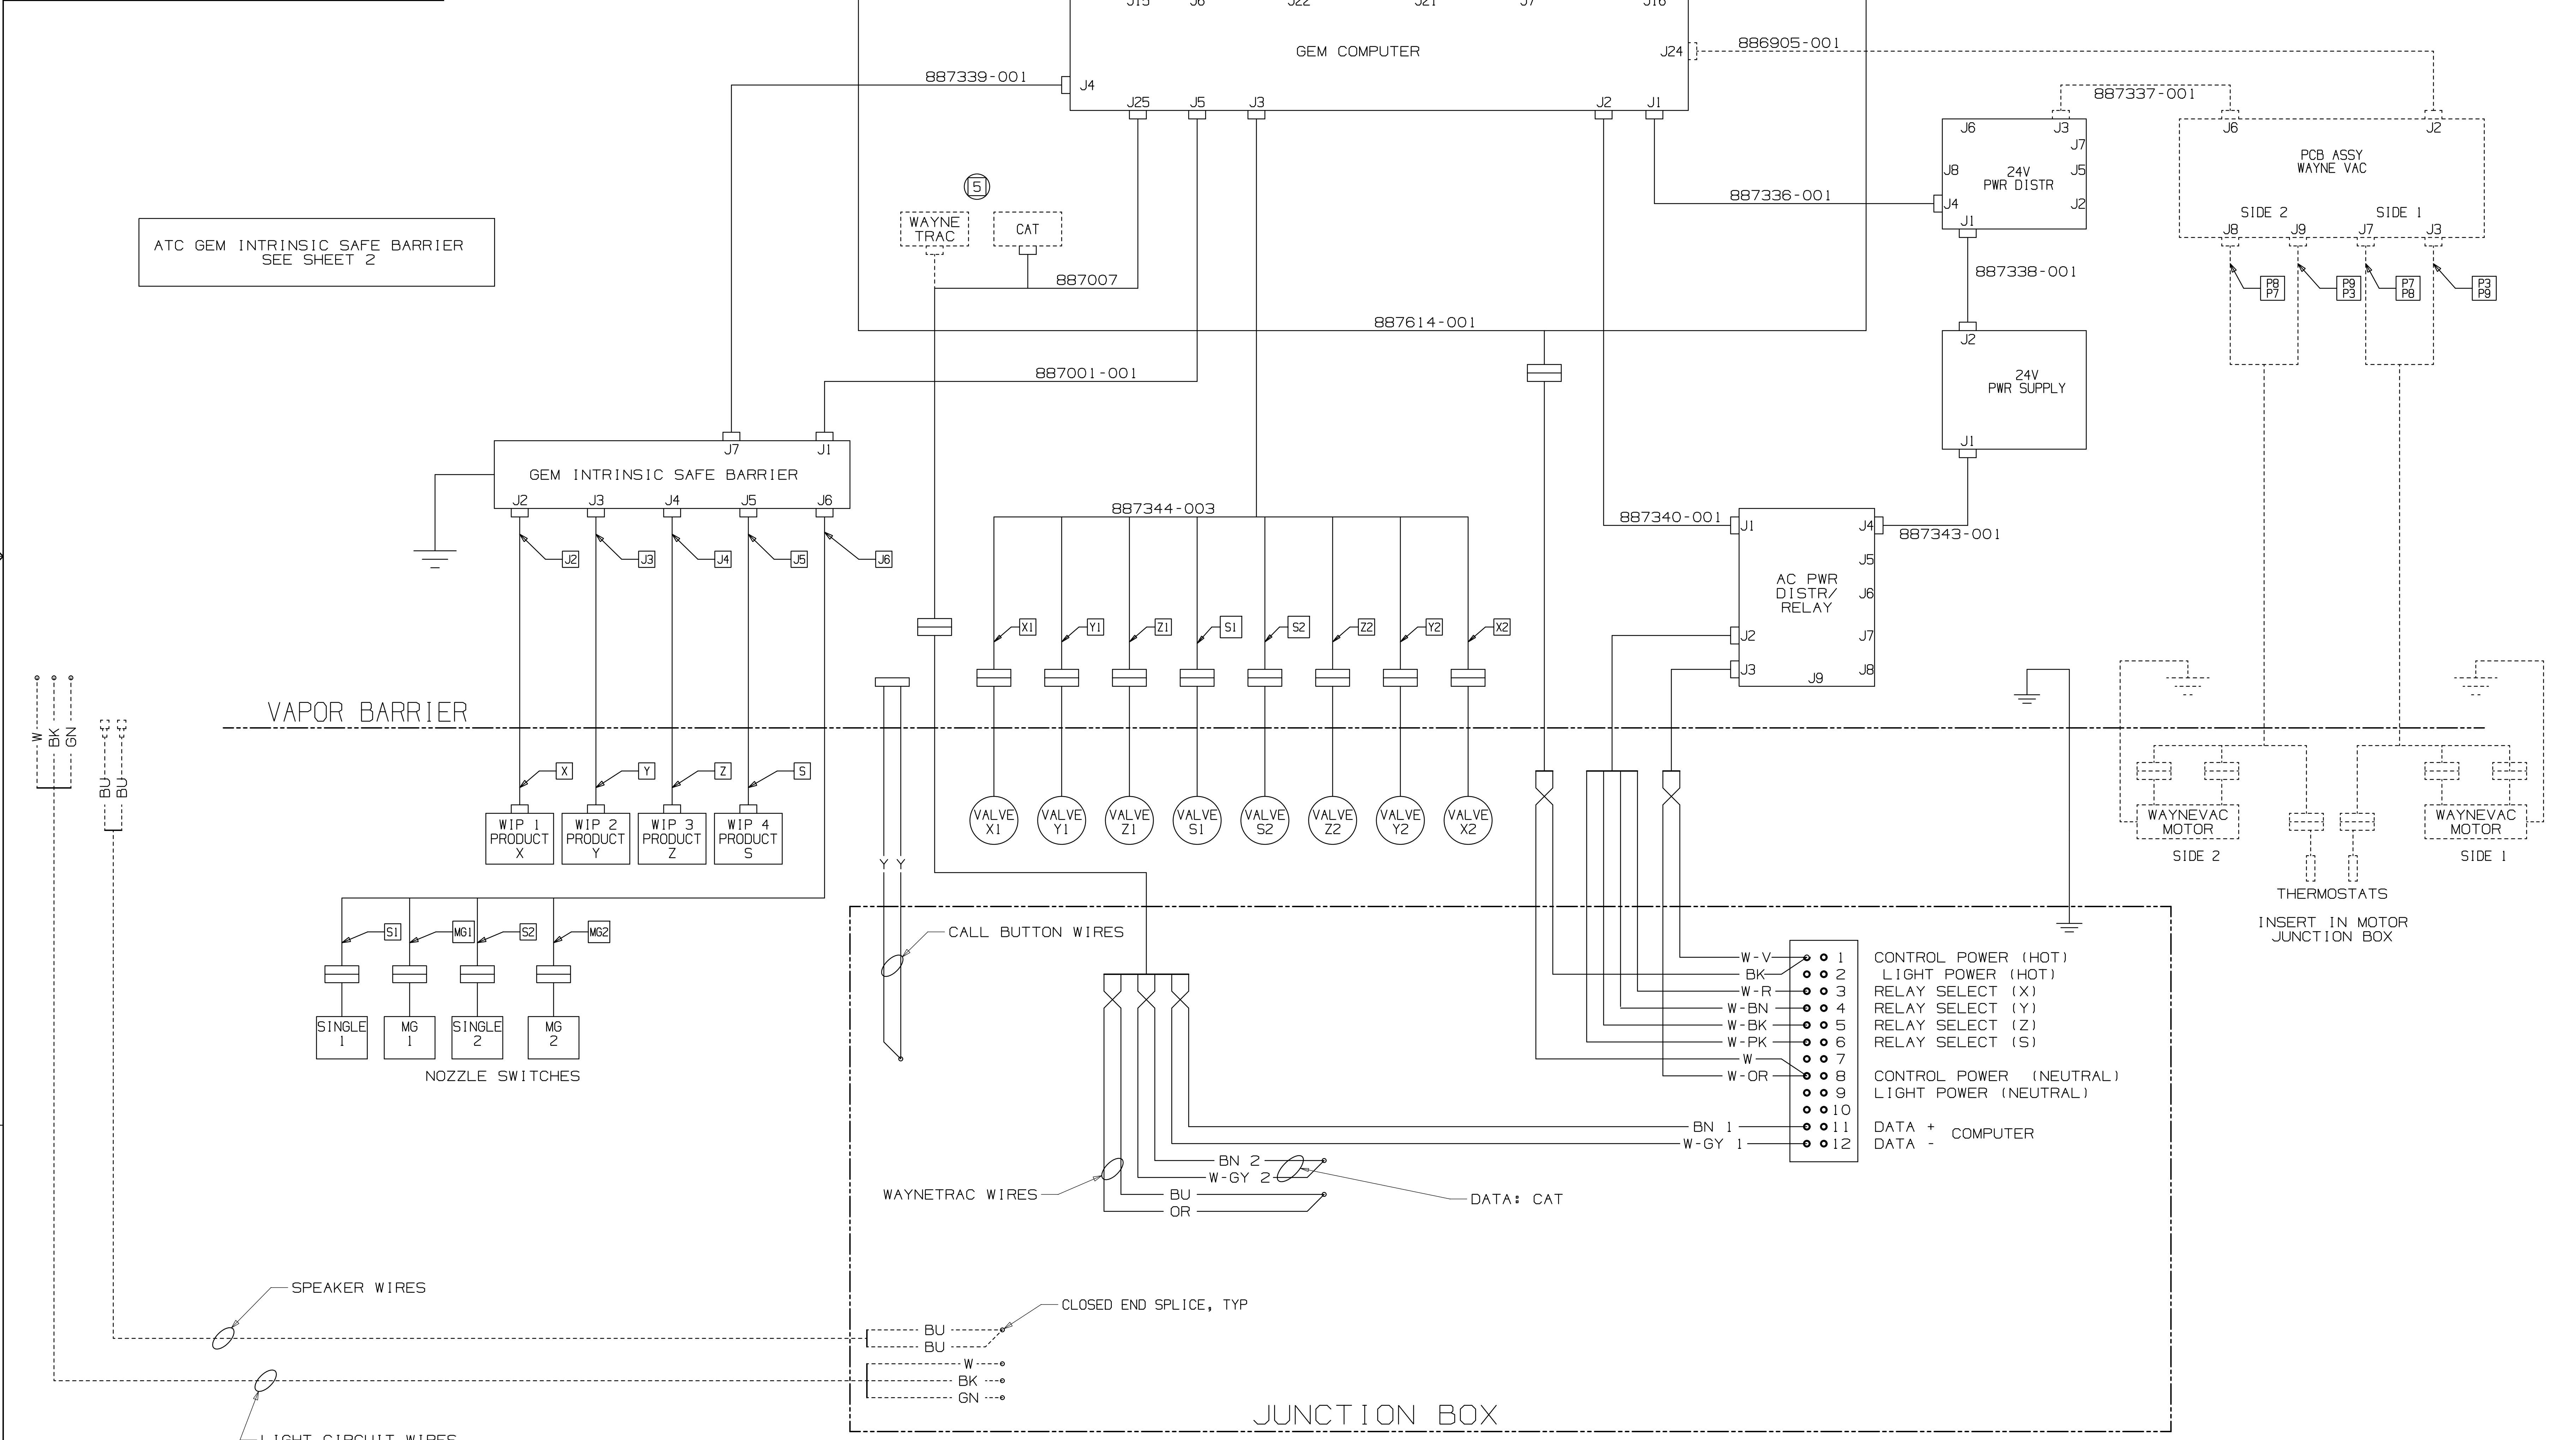 J15 J6 J22 J21 J7 J16
GEM COMPUTER
J24
886905-001
887339-001
J4
J25 J5 J3 J2 J1
887337-001
J6 J3
J7
J8
24V
PWR DISTR
J5
J4
J2
J1
J6 J2
PCB ASSY
WAYNE VAC
SIDE 2 SIDE 1
J8 J9 J7 J3
P8
P7
P9
P3
P7
P8
P3
P9
887336-001
887338-001
5
WAYNE
TRAC
CAT
887007
ATC GEM INTRINSIC SAFE BARRIER
SEE SHEET 2
887614-001
887001-001
J2
24V
PWR SUPPLY
J1
J7 J1
GEM INTRINSIC SAFE BARRIER
J2 J3 J4 J5 J6
J2 J3 J4 J5 J6
887344-003
887340-001
887343-001
J1 J4
J5
AC PWR
DISTR/
RELAY
J6
J2 J7
J3 J8
J9
X1 Y1 Z1 S1 S2 Z2 Y2 X2
VAPOR BARRIER
W BK GN
BU BU
X Y Z S
WIP 1
PRODUCT
X
WIP 2
PRODUCT
Y
WIP 3
PRODUCT
Z
WIP 4
PRODUCT
S
VALVE
X1
VALVE
Y1
VALVE
Z1
VALVE
S1
VALVE
S2
VALVE
Z2
VALVE
Y2
VALVE
X2
Y Y
WAYNEVAC
MOTOR
SIDE 2
WAYNEVAC
MOTOR
SIDE 1
THERMOSTATS
INSERT IN MOTOR
JUNCTION BOX
S1 MG1 S2 MG2
SINGLE
1
MG
1
SINGLE
2
MG
2
NOZZLE SWITCHES
CALL BUTTON WIRES
W-V 1 CONTROL POWER (HOT)
BK 2 LIGHT POWER (HOT)
W-R 3 RELAY SELECT (X)
W-BN 4 RELAY SELECT (Y)
W-BK 5 RELAY SELECT (Z)
W-PK 6 RELAY SELECT (S)
W 7
W-OR 8 CONTROL POWER (NEUTRAL)
9 LIGHT POWER (NEUTRAL)
10
BN 1 11 DATA +
COMPUTER
W-GY 1 12 DATA -
BN 2
W-GY 2
BU
OR
WAYNETRAC WIRES
DATA: CAT
SPEAKER WIRES
CLOSED END SPLICE, TYP
BU
BU
W
BK
GN
JUNCTION BOX
LIGHT CIRCUIT WIRES